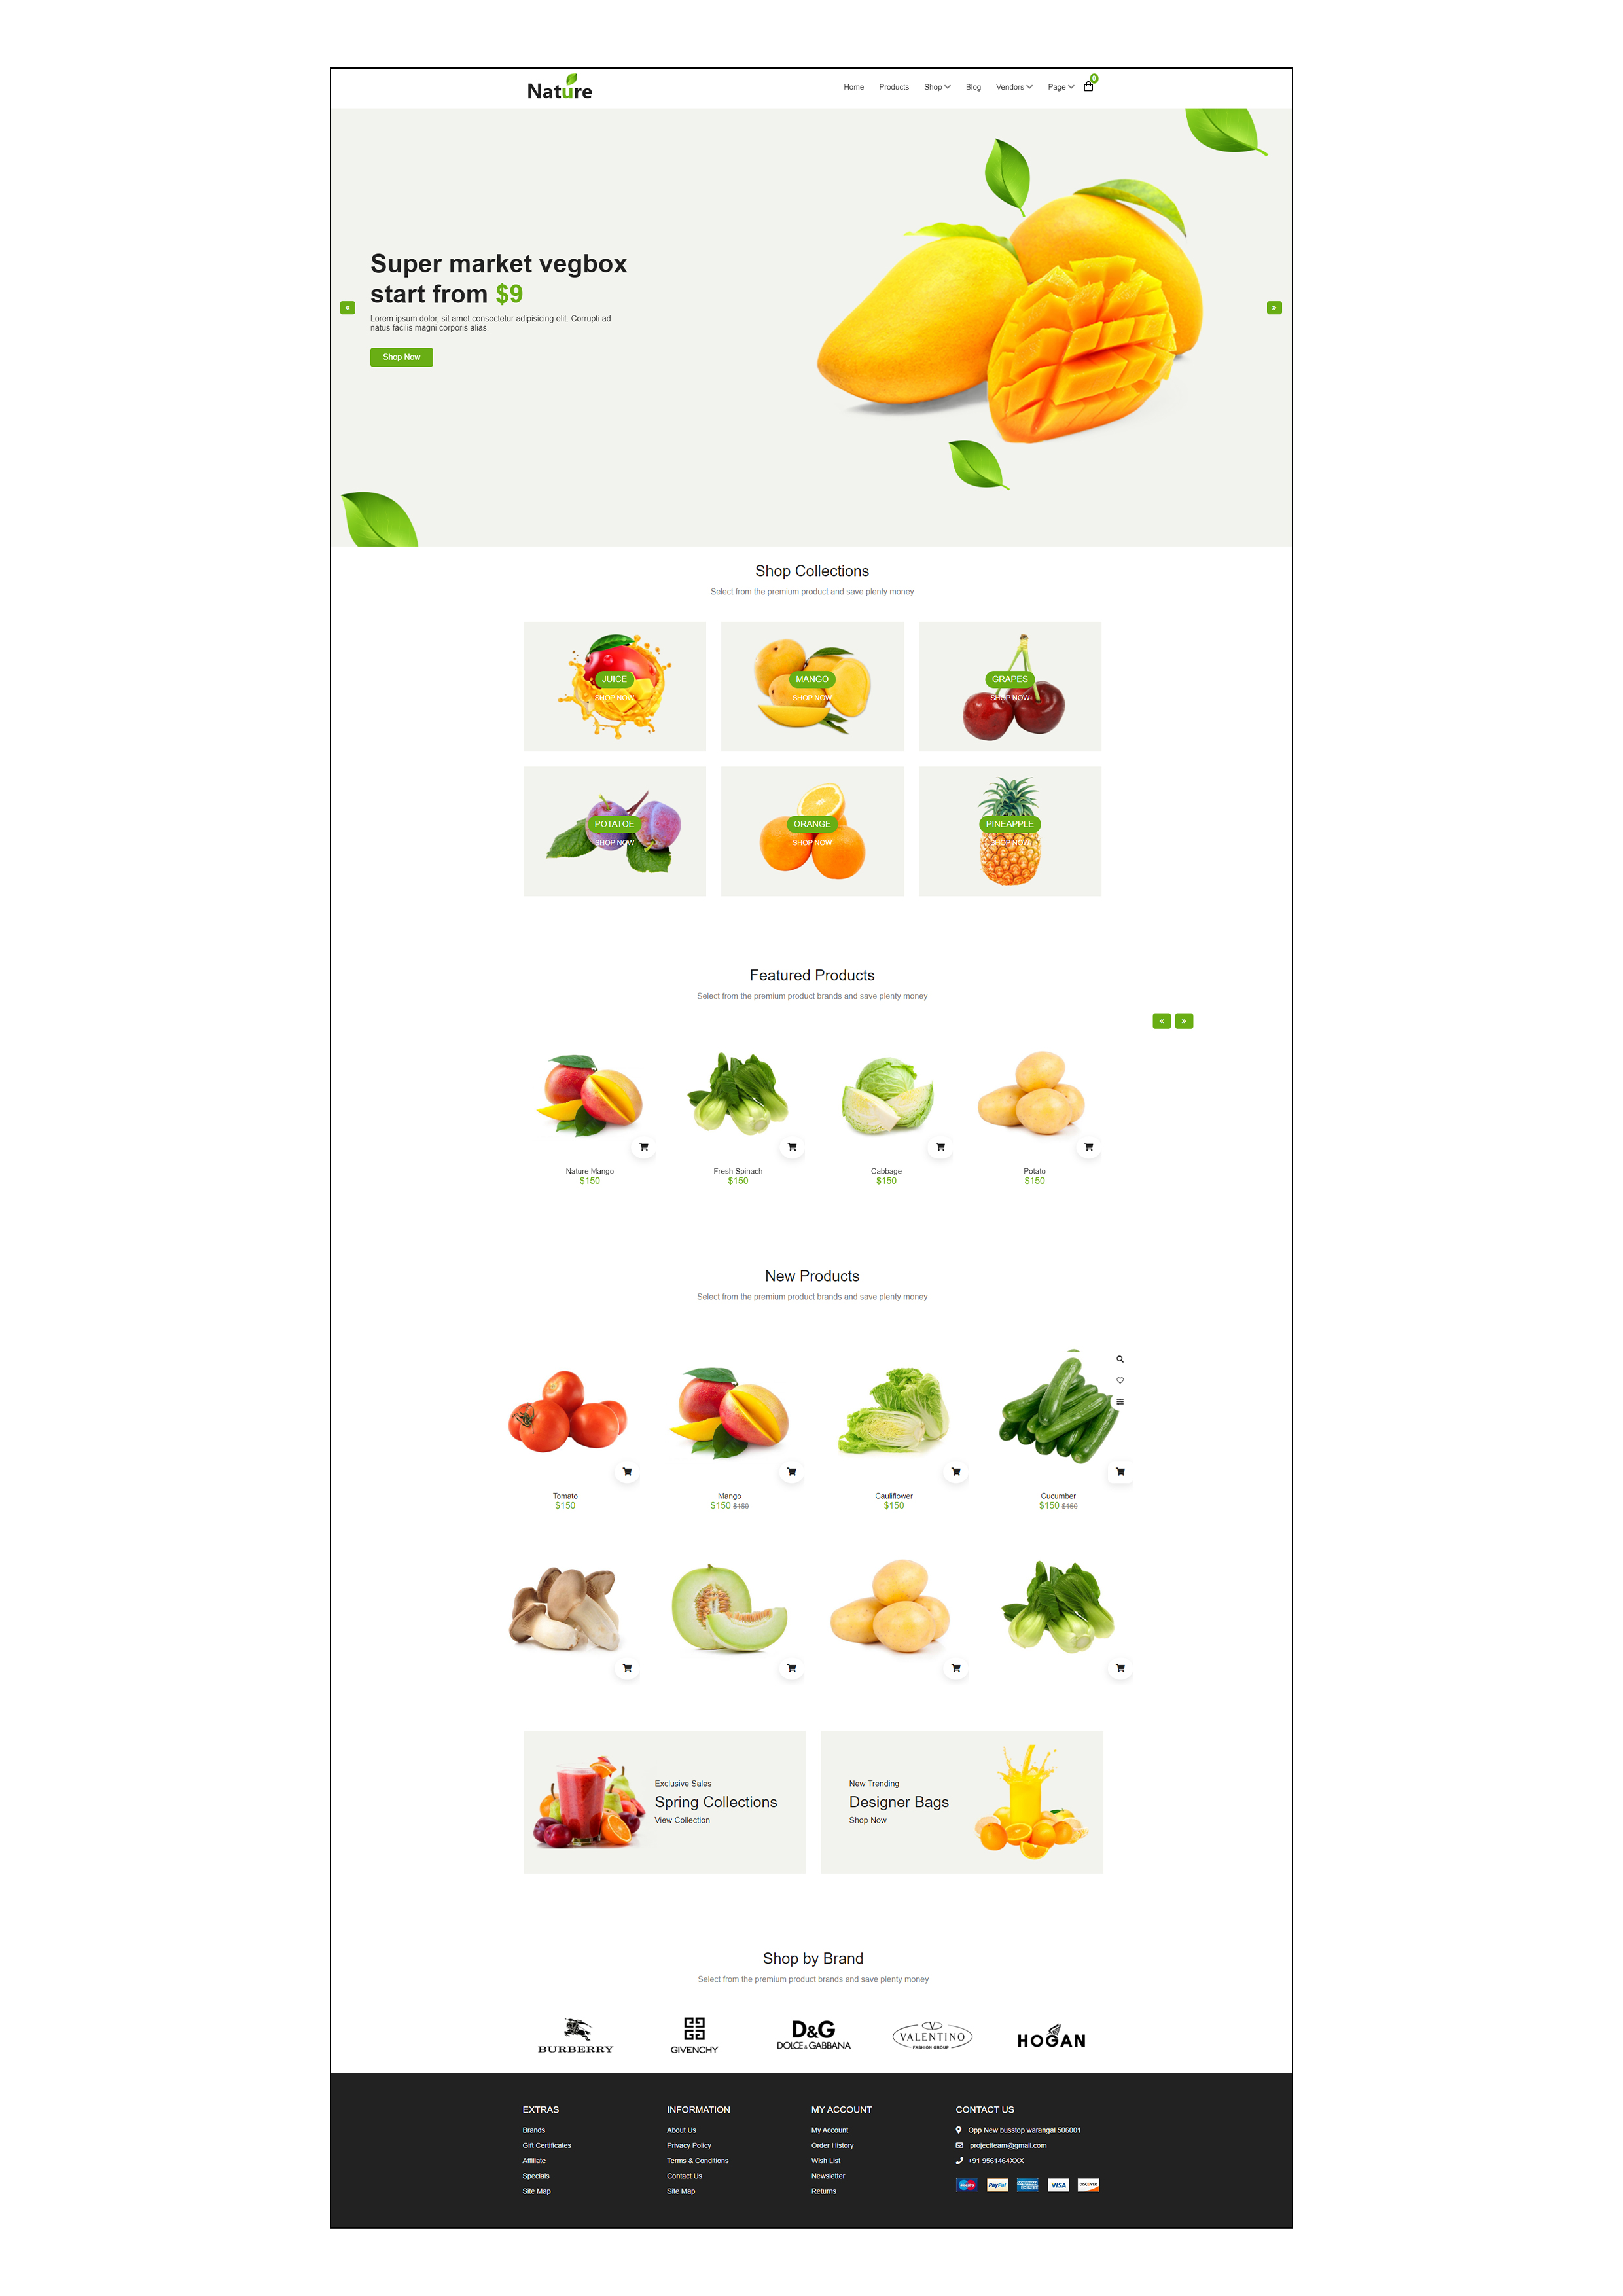 Nature
Home Products Shop Blog Vendors Page 0
Super market vegbox
start from $9
Lorem ipsum dolor, sit amet consectetur adipisicing elit. Corrupti ad
natus facilis magni corporis alias.
« »
Shop Now
Shop Collections
Select from the premium product and save plenty money
JUICE MANGO GRAPES
SHOP NOW SHOP NOW SHOP NOW
POTATOE ORANGE PINEAPPLE
SHOP NOW SHOP NOW SHOP NOW
Featured Products
Select from the premium product brands and save plenty money
« »
Nature Mango Fresh Spinach Cabbage Potato
$150 $150 $150 $150
New Products
Select from the premium product brands and save plenty money
Tomato Mango Cauliflower Cucumber
$150 $150 $160 $150 $150 $160
Exclusive Sales
Spring Collections
View Collection
New Trending
Designer Bags
Shop Now
Shop by Brand
Select from the premium product brands and save plenty money
BURBERRY
GIVENCHY
D&G
DOLCE & GABBANA
VALENTINO
FASHION GROUP
HOGAN
EXTRAS
Brands
Gift Certificates
Affiliate
Specials
Site Map
INFORMATION
About Us
Privacy Policy
Terms & Conditions
Contact Us
Site Map
MY ACCOUNT
My Account
Order History
Wish List
Newsletter
Returns
CONTACT US
Opp New busstop warangal 506001
projectteam@gmail.com
+91 9561464XXX
PayPal VISA DISCOVER